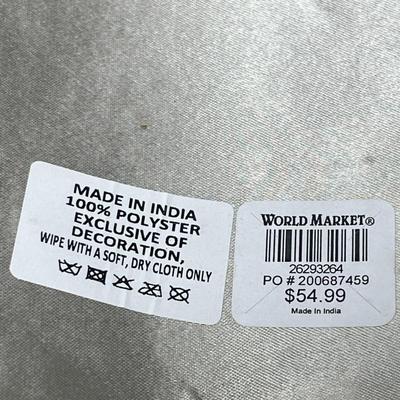 MADE IN INDIA
100% POLYSTER
EXCLUSIVE OF
DECORATION,
WIPE WITH A SOFT, DRY CLOTH ONLY
WORLD MARKET®
26293264
PO # 200687459
$54.99
Made In India